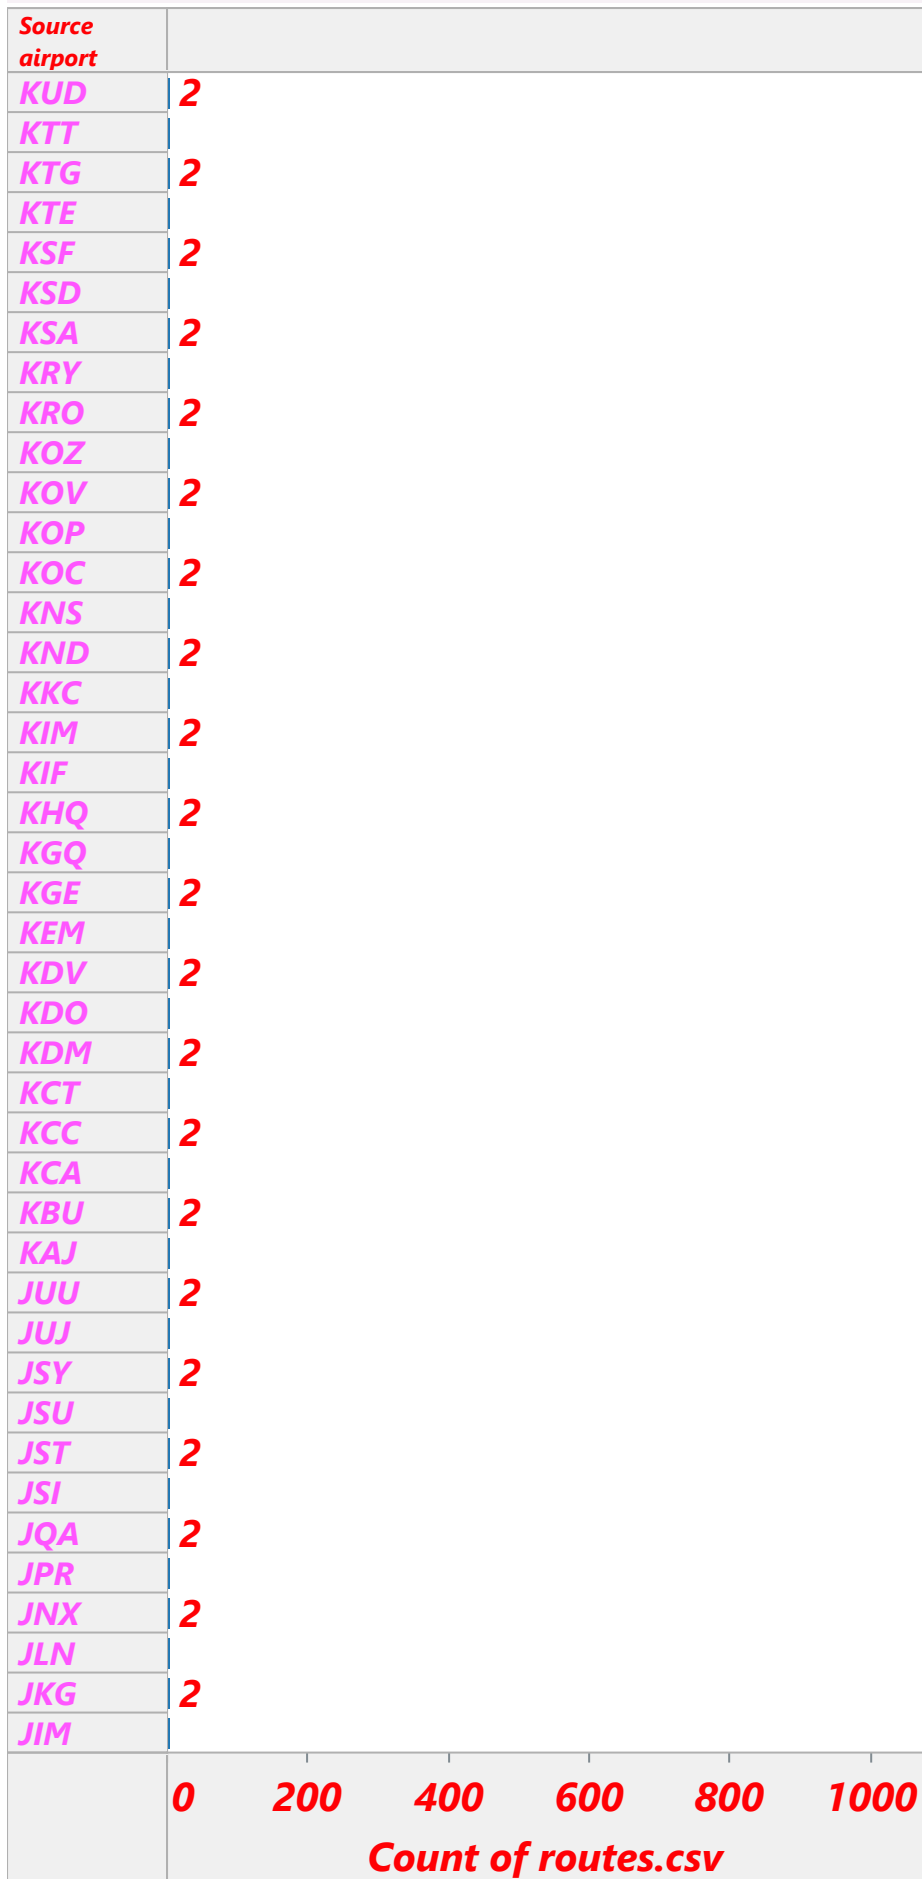 Source
airport
KUD 2
KTT
KTG 2
KTE
KSF 2
KSD
KSA 2
KRY
KRO 2
KOZ
KOV 2
KOP
KOC 2
KNS
KND 2
KKC
KIM 2
KIF
KHQ 2
KGQ
KGE 2
KEM
KDV 2
KDO
KDM 2
KCT
KCC 2
KCA
KBU 2
KAJ
JUU 2
JUJ
JSY 2
JSU
JST 2
JSI
JQA 2
JPR
JNX 2
JLN
JKG 2
JIM
0 200 400 600 800 1000
Count of routes.csv